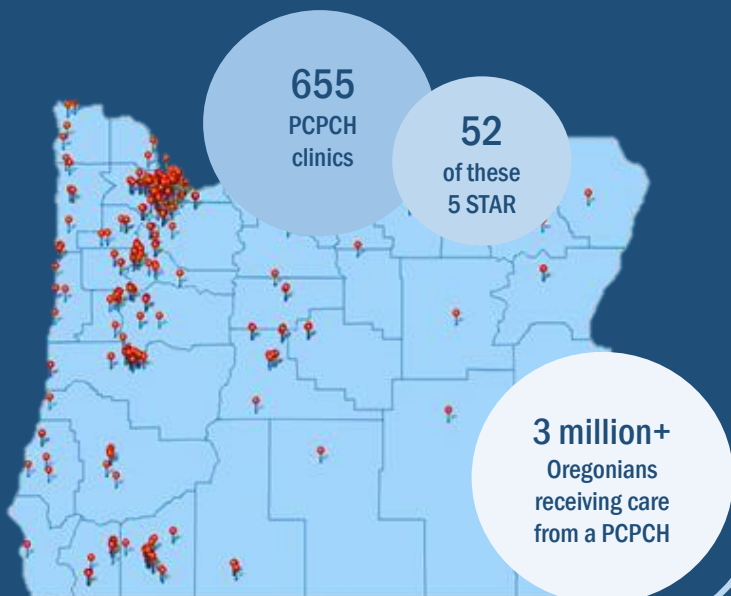 655
PCPCH
clinics
52
of these
5 STAR
3 million+
Oregonians
receiving care
from a PCPCH